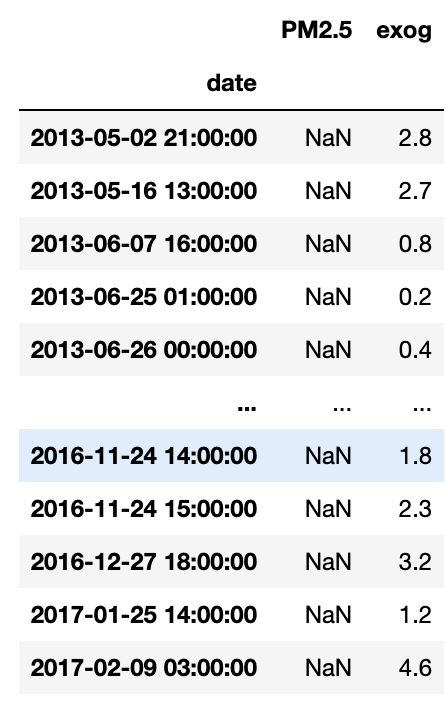 PM2.5 exog
date
2013-05-02 21:00:00 NaN 2.8
2013-05-16 13:00:00 NaN 2.7
2013-06-07 16:00:00 NaN 0.8
2013-06-25 01:00:00 NaN 0.2
2013-06-26 00:00:00 NaN 0.4
... ... ...
2016-11-24 14:00:00 NaN 1.8
2016-11-24 15:00:00 NaN 2.3
2016-12-27 18:00:00 NaN 3.2
2017-01-25 14:00:00 NaN 1.2
2017-02-09 03:00:00 NaN 4.6